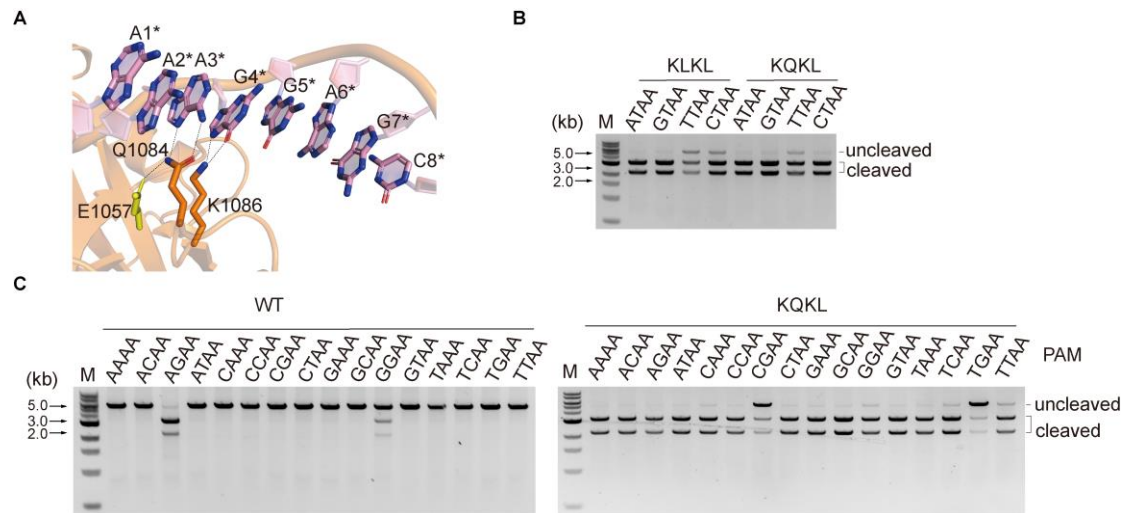 A
A1*
A2* A3*
G4*
G5*
A6*
G7*
C8*
Q1084
E1057
K1086
B
KLKL KQKL
M ATAA GTAA TTAA CTAA ATAA GTAA TTAA CTAA
(kb)
5.0
3.0
2.0
uncleaved
cleaved
C
WT
M AAAA ACAA AGAA ATAA CAAA CCAA CGAA CTAA GAAA GCAA GGAA GTAA TAAA TCAA TGAA TTAA
(kb)
5.0
3.0
2.0
KQKL
M AAAA ACAA AGAA ATAA CAAA CCAA CGAA CTAA GAAA GCAA GGAA GTAA TAAA TCAA TGAA TTAA PAM
uncleaved
cleaved